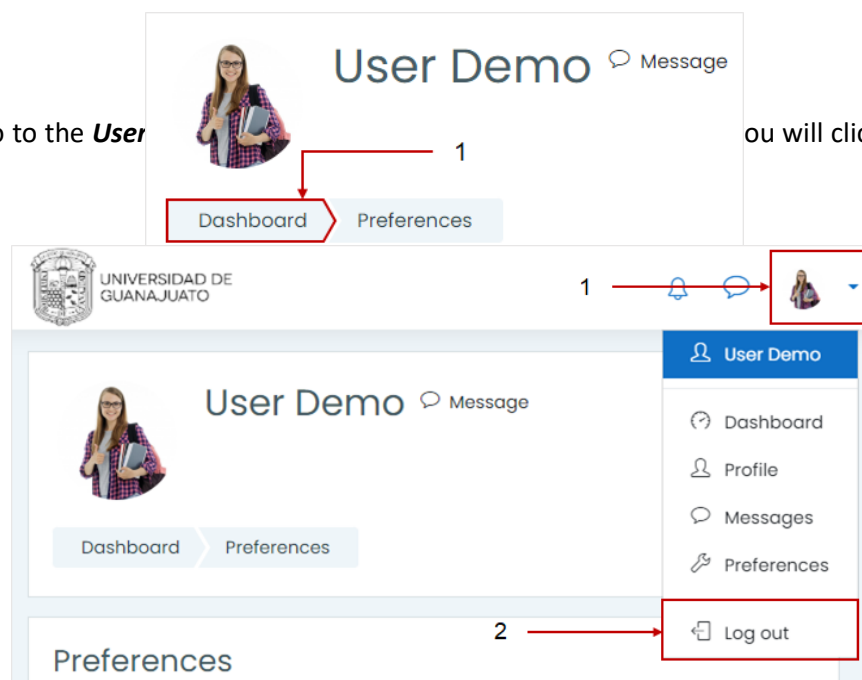 User Demo Message
to the User
ou will clic
1
Dashboard Preferences
UNIVERSIDAD DE
GUANAJUATO
1
User Demo
User Demo Message
Dashboard
Profile
Messages
Dashboard Preferences
Preferences
2
Log out
Preferences